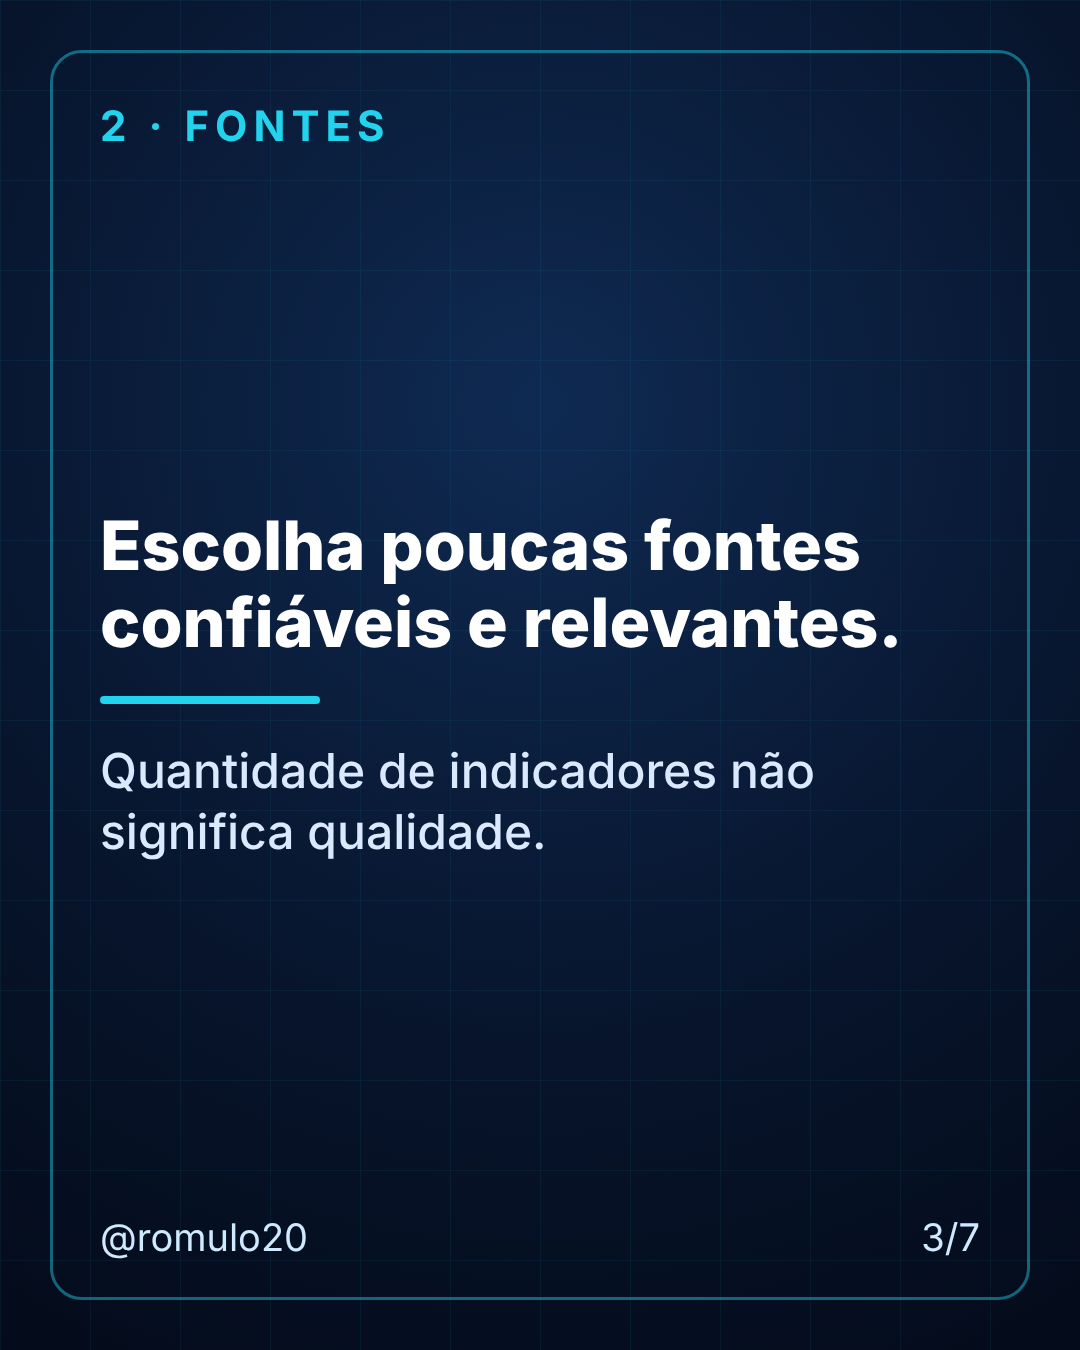 2 · FONTES
Escolha poucas fontes
confiáveis e relevantes.
Quantidade de indicadores não
significa qualidade.
@romulo20
3/7